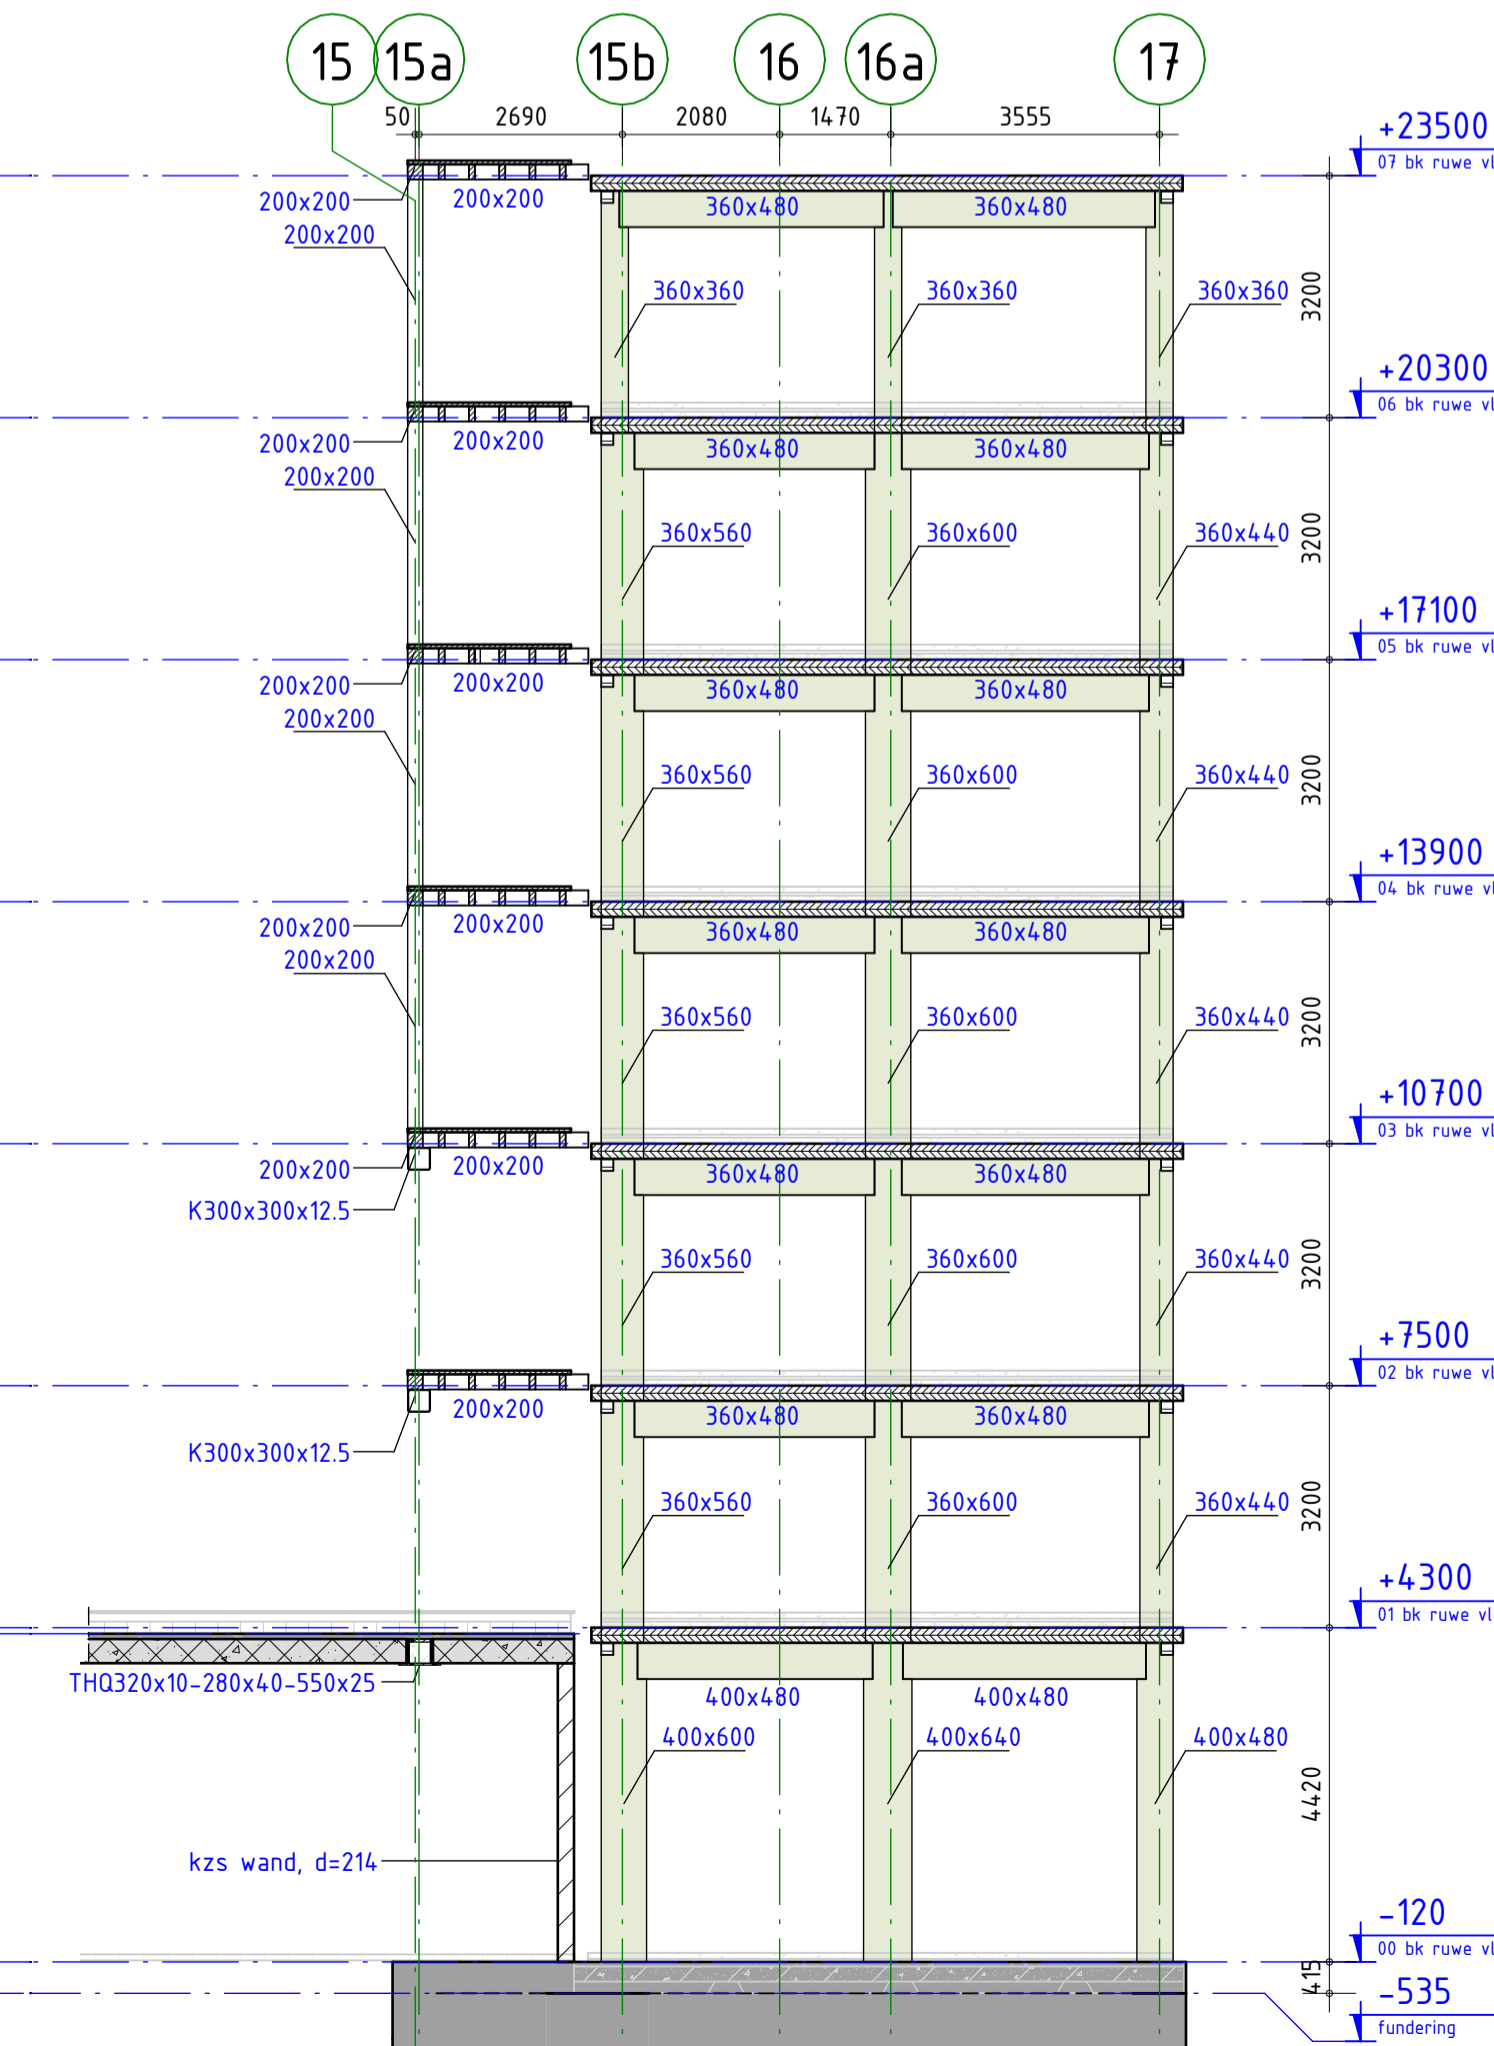 15 15a 15b 16 16a 17
50 2690 2080 1470 3555
+23500
07 bk ruwe vl
200x200 200x200 360x480 360x480
200x200
360x360 360x360 360x360 3200
+20300
06 bk ruwe vl
200x200 200x200 360x480 360x480
200x200
360x560 360x600 360x440 3200
+17100
05 bk ruwe vl
200x200 200x200 360x480 360x480
200x200
360x560 360x600 360x440 3200
+13900
04 bk ruwe vl
200x200 200x200 360x480 360x480
200x200
360x560 360x600 360x440 3200
+10700
03 bk ruwe vl
200x200 200x200 360x480 360x480
K300x300x12.5
360x560 360x600 360x440 3200
+7500
02 bk ruwe vl
200x200 360x480 360x480
K300x300x12.5
360x560 360x600 360x440 3200
+4300
01 bk ruwe vl
THQ320x10-280x40-550x25 400x480 400x480
400x600 400x640 400x480
4420
kzs wand, d=214
-120
00 bk ruwe vl
415
-535
fundering